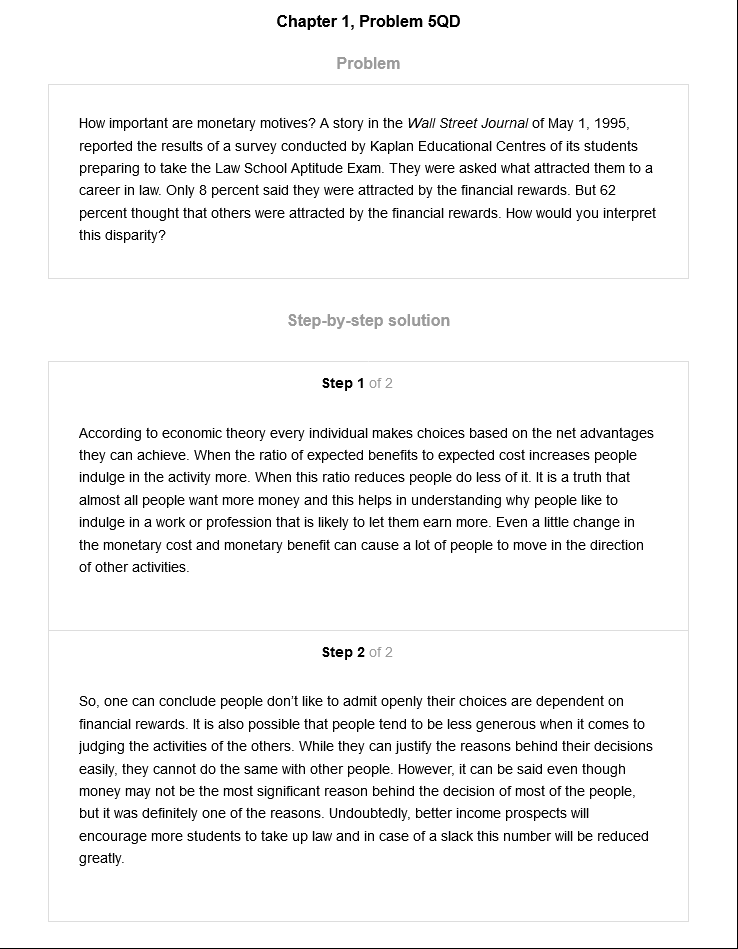 Chapter 1, Problem 5QD
Problem
How important are monetary motives? A story in the Wall Street Journal of May 1, 1995,
reported the results of a survey conducted by Kaplan Educational Centres of its students
preparing to take the Law School Aptitude Exam. They were asked what attracted them to a
career in law. Only 8 percent said they were attracted by the financial rewards. But 62
percent thought that others were attracted by the financial rewards. How would you interpret
this disparity?
Step-by-step solution
Step 1 of 2
According to economic theory every individual makes choices based on the net advantages
they can achieve. When the ratio of expected benefits to expected cost increases people
indulge in the activity more. When this ratio reduces people do less of it. It is a truth that
almost all people want more money and this helps in understanding why people like to
indulge in a work or profession that is likely to let them earn more. Even a little change in
the monetary cost and monetary benefit can cause a lot of people to move in the direction
of other activities.
Step 2 of 2
So, one can conclude people don’t like to admit openly their choices are dependent on
financial rewards. It is also possible that people tend to be less generous when it comes to
judging the activities of the others. While they can justify the reasons behind their decisions
easily, they cannot do the same with other people. However, it can be said even though
money may not be the most significant reason behind the decision of most of the people,
but it was definitely one of the reasons. Undoubtedly, better income prospects will
encourage more students to take up law and in case of a slack this number will be reduced
greatly.